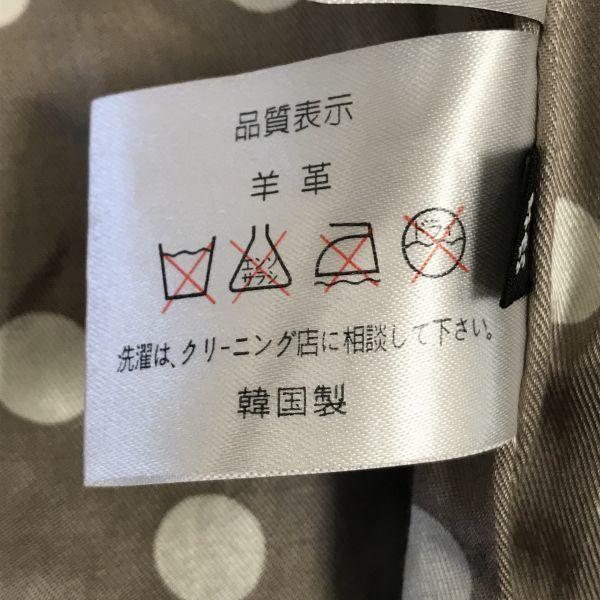 品質表示
羊革
エンソ
サラシ
ドライ
洗濯は、クリーニング店に相談して下さい。
韓国製